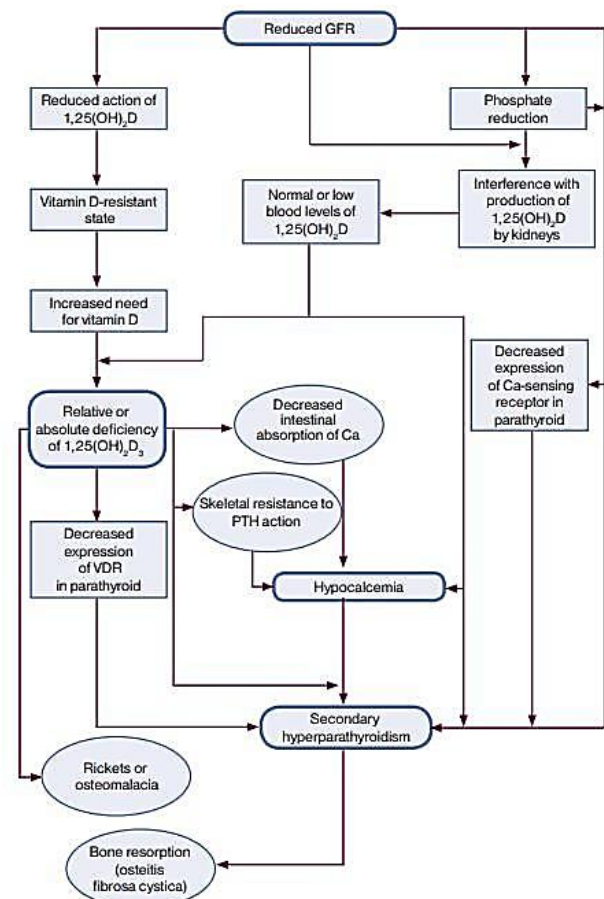 Reduced GFR
Reduced action of
1,25(OH)₂D
Phosphate
reduction
Vitamin D-resistant
state
Normal or low
blood levels of
1,25(OH)₂D
Interference with
production of
1,25(OH)₂D
by kidneys
Increased need
for vitamin D
Decreased
expression
of Ca-sensing
receptor in
parathyroid
Relative or
absolute deficiency
of 1,25(OH)₂D₃
Decreased
intestinal
absorption of Ca
Skeletal resistance to
PTH action
Decreased
expression
of VDR
in parathyroid
Hypocalcemia
Secondary
hyperparathyroidism
Rickets or
osteomalacia
Bone resorption
(osteitis
fibrosa cystica)